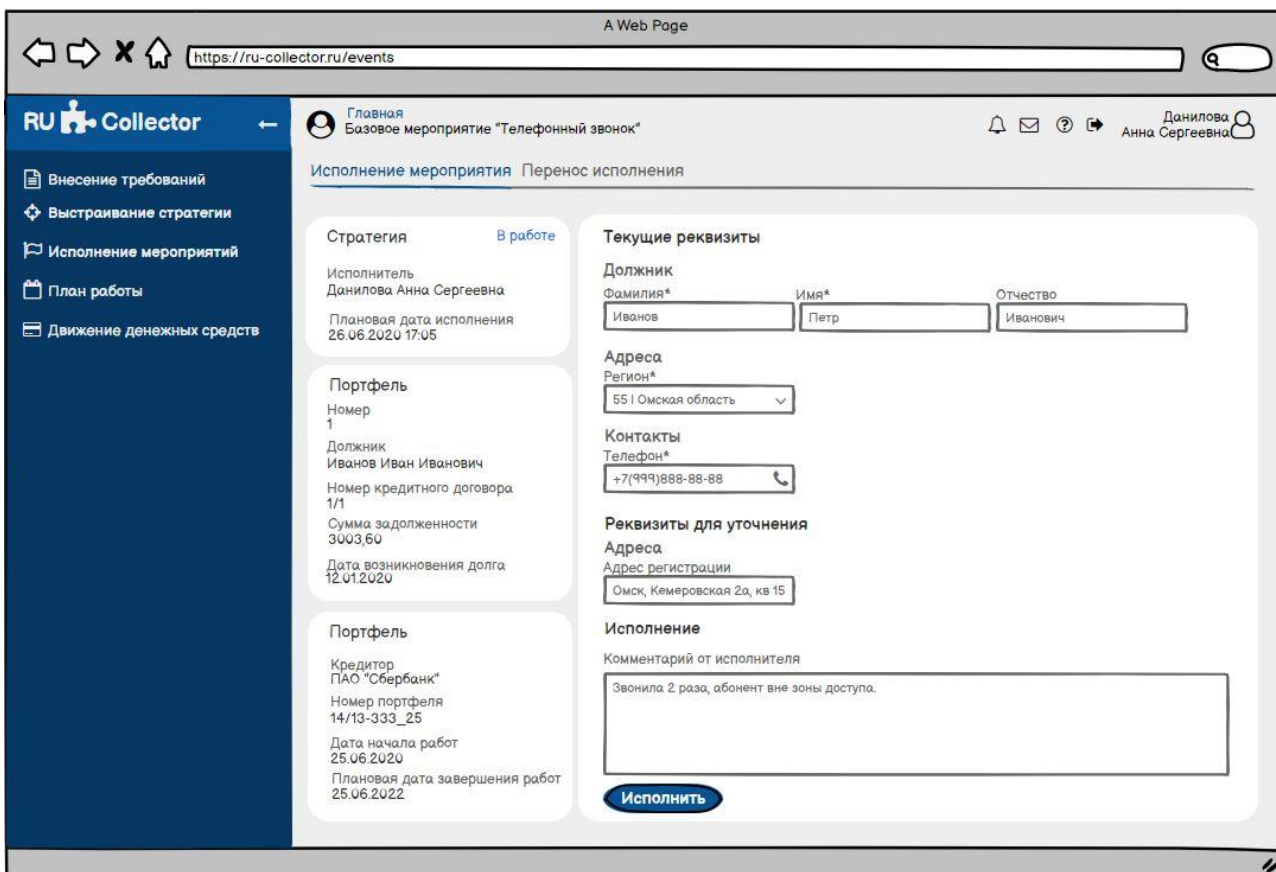 A Web Page
https://ru-collector.ru/events
RU Collector
Главная
Базовое мероприятие "Телефонный звонок"
Данилова
Анна Сергеевна
Внесение требований
Выстраивание стратегии
Исполнение мероприятий
План работы
Движение денежных средств
Исполнение мероприятия Перенос исполнения
Стратегия В работе
Исполнитель
Данилова Анна Сергеевна
Плановая дата исполнения
26.06.2020 17:05
Портфель
Номер
1
Должник
Иванов Иван Иванович
Номер кредитного договора
1/1
Сумма задолженности
3003,60
Дата возникновения долга
12.01.2020
Портфель
Кредитор
ПАО "Сбербанк"
Номер портфеля
14/13-333_25
Дата начала работ
25.06.2020
Плановая дата завершения работ
25.06.2022
Текущие реквизиты
Должник
Фамилия* Имя* Отчество
Иванов Петр Иванович
Адреса
Регион*
55 | Омская область
Контакты
Телефон*
+7(999)888-88-88
Реквизиты для уточнения
Адреса
Адрес регистрации
Омск, Кемеровская 2а, кв 15
Исполнение
Комментарий от исполнителя
Звонила 2 раза, абонент вне зоны доступа.
Исполнить